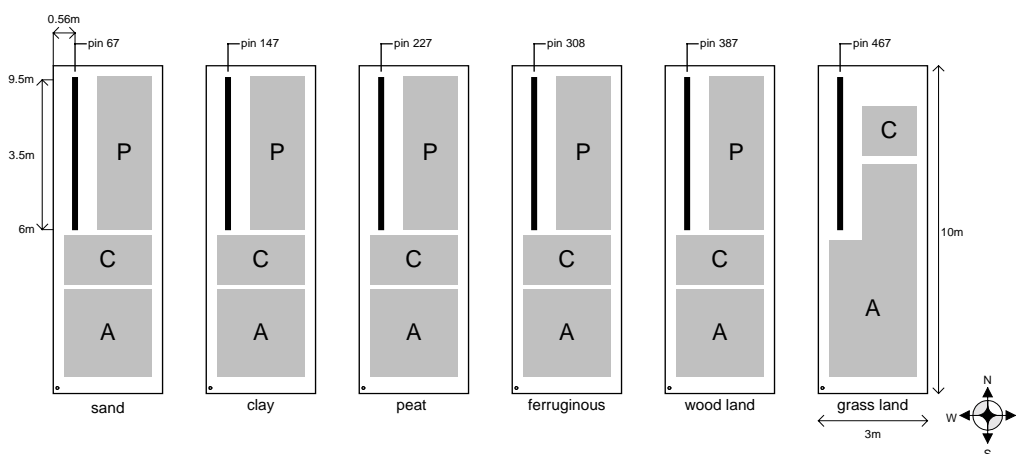 0.56m
pin 67
pin 147
pin 227
pin 308
pin 387
pin 467
9.5m
3.5m
6m
P
P
P
P
P
C
C
C
C
C
C
A
A
A
A
A
A
10m
sand
clay
peat
ferruginous
wood land
grass land
3m
N
W
S